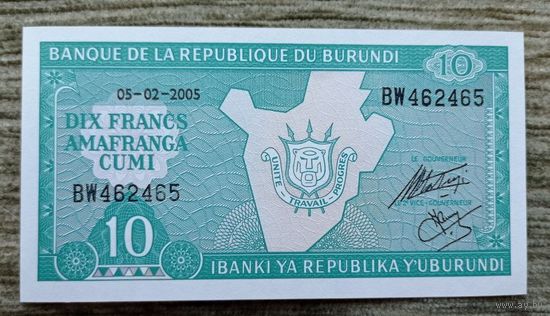 BANQUE DE LA REPUBLIQUE DU BURUNDI 10
05-02-2005 BW462465
DIX FRANCS
AMAFRANGA
CUMI
LE GOUVERNEUR
UNITE - TRAVAIL - PROGRES
BW462465
LE 2e VICE-GOUVERNEUR
10
IBANKI YA REPUBLIKA Y'UBURUNDI